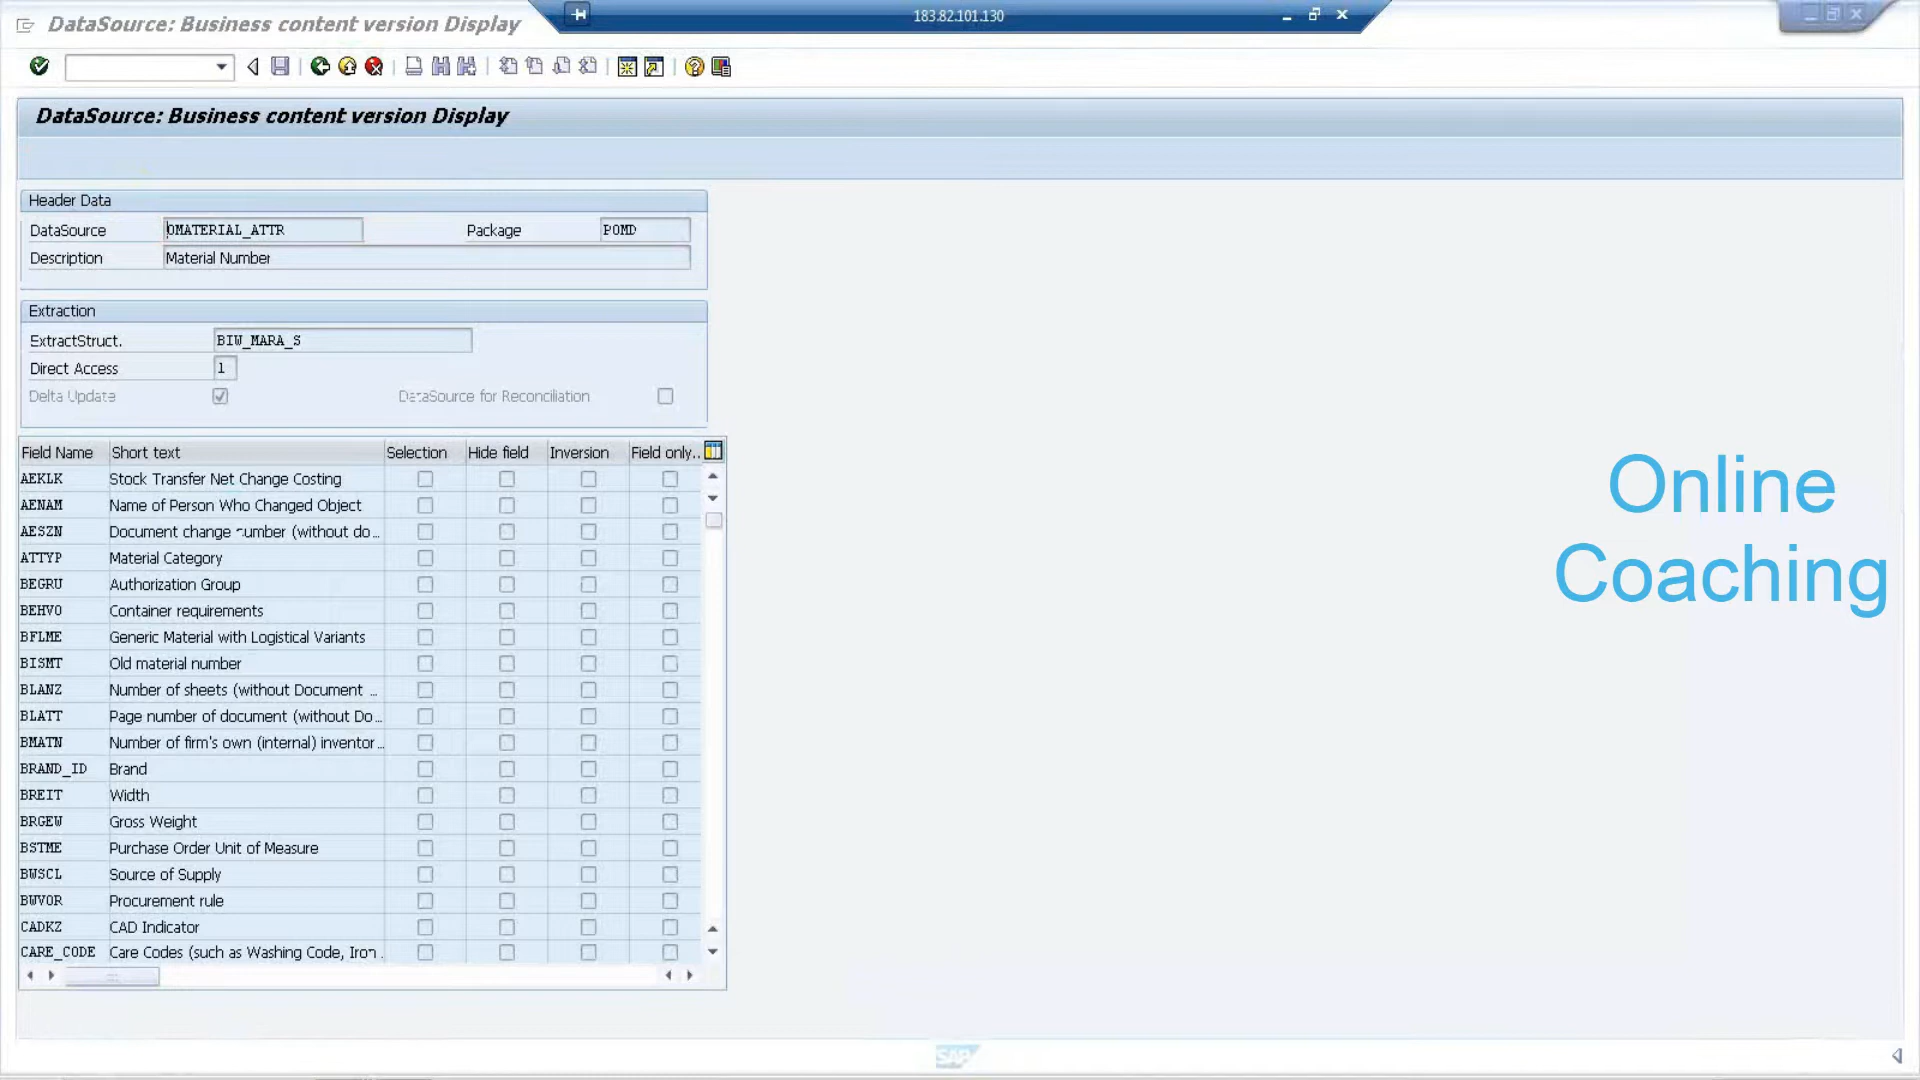 DataSource: Business content version Display
183.82.101.130
DataSource: Business content version Display
Header Data
DataSource 0MATERIAL_ATTR Package POMD
Description Material Number
Extraction
ExtractStruct. BIW_MARA_S
Direct Access 1
Delta Update DataSource for Reconciliation
Field Name Short text Selection Hide field Inversion Field only..
AEKLK Stock Transfer Net Change Costing
AENAM Name of Person Who Changed Object
AESZN Document change number (without do...
ATTYP Material Category
BEGRU Authorization Group
BEHVO Container requirements
BFLME Generic Material with Logistical Variants
BISMT Old material number
BLANZ Number of sheets (without Document ...
BLATT Page number of document (without Do...
BMATN Number of firm's own (internal) inventor...
BRAND_ID Brand
BREIT Width
BRGEW Gross Weight
BSTME Purchase Order Unit of Measure
BWSCL Source of Supply
BWVOR Procurement rule
CADKZ CAD Indicator
CARE_CODE Care Codes (such as Washing Code, Iron .
Online
Coaching
SAP